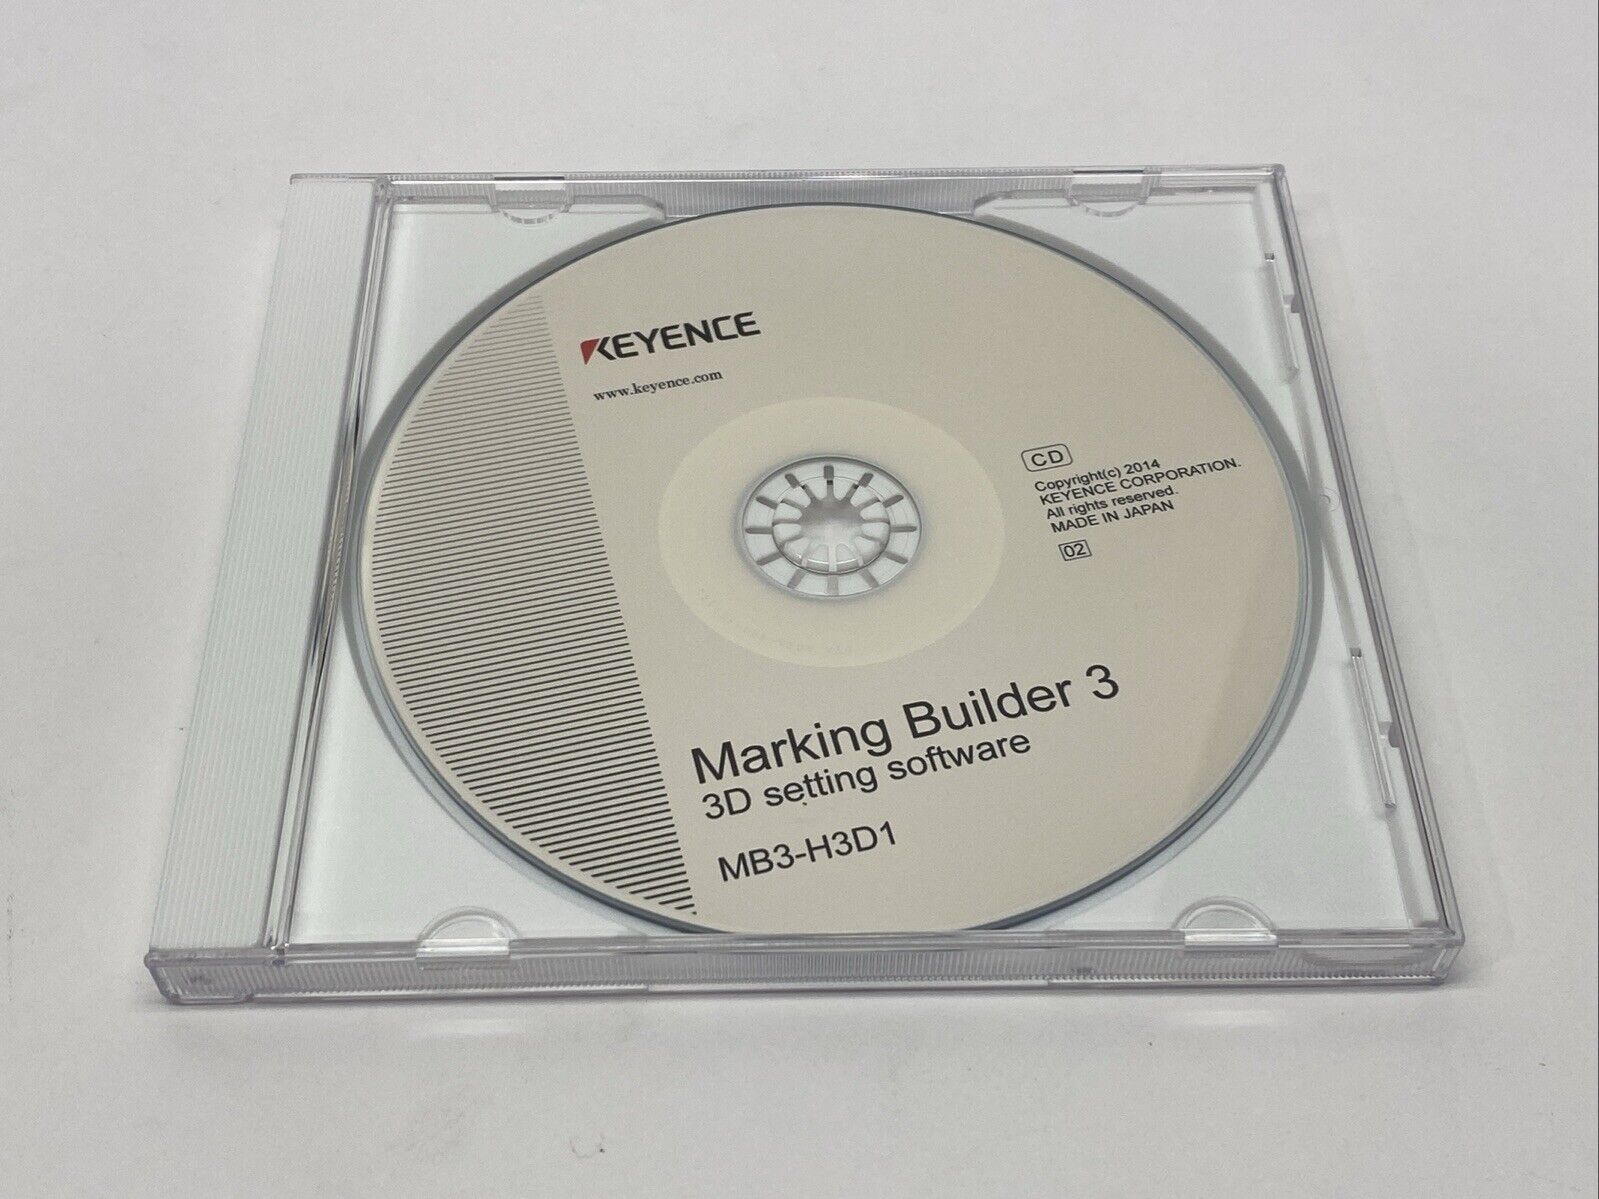 KEYENCE
www.keyence.com
CD
Copyright(c) 2014
KEYENCE CORPORATION.
All rights reserved.
MADE IN JAPAN
02
Marking Builder 3
3D setting software
MB3-H3D1